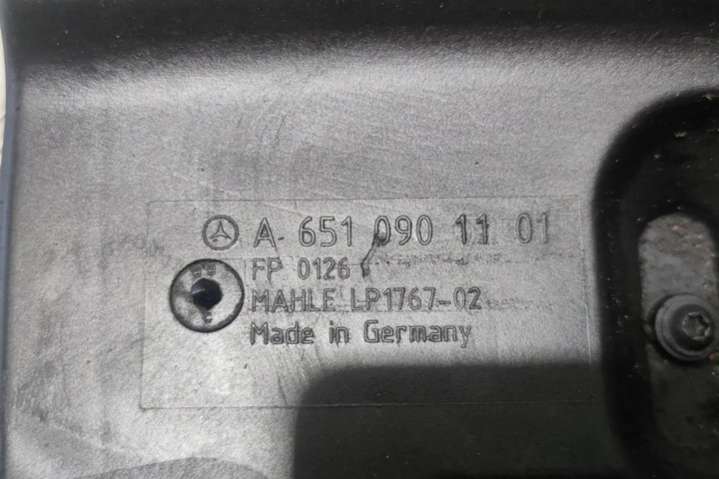 A 651 090 11 01
FP 0126
MAHLE LP1767-02
Made in Germany